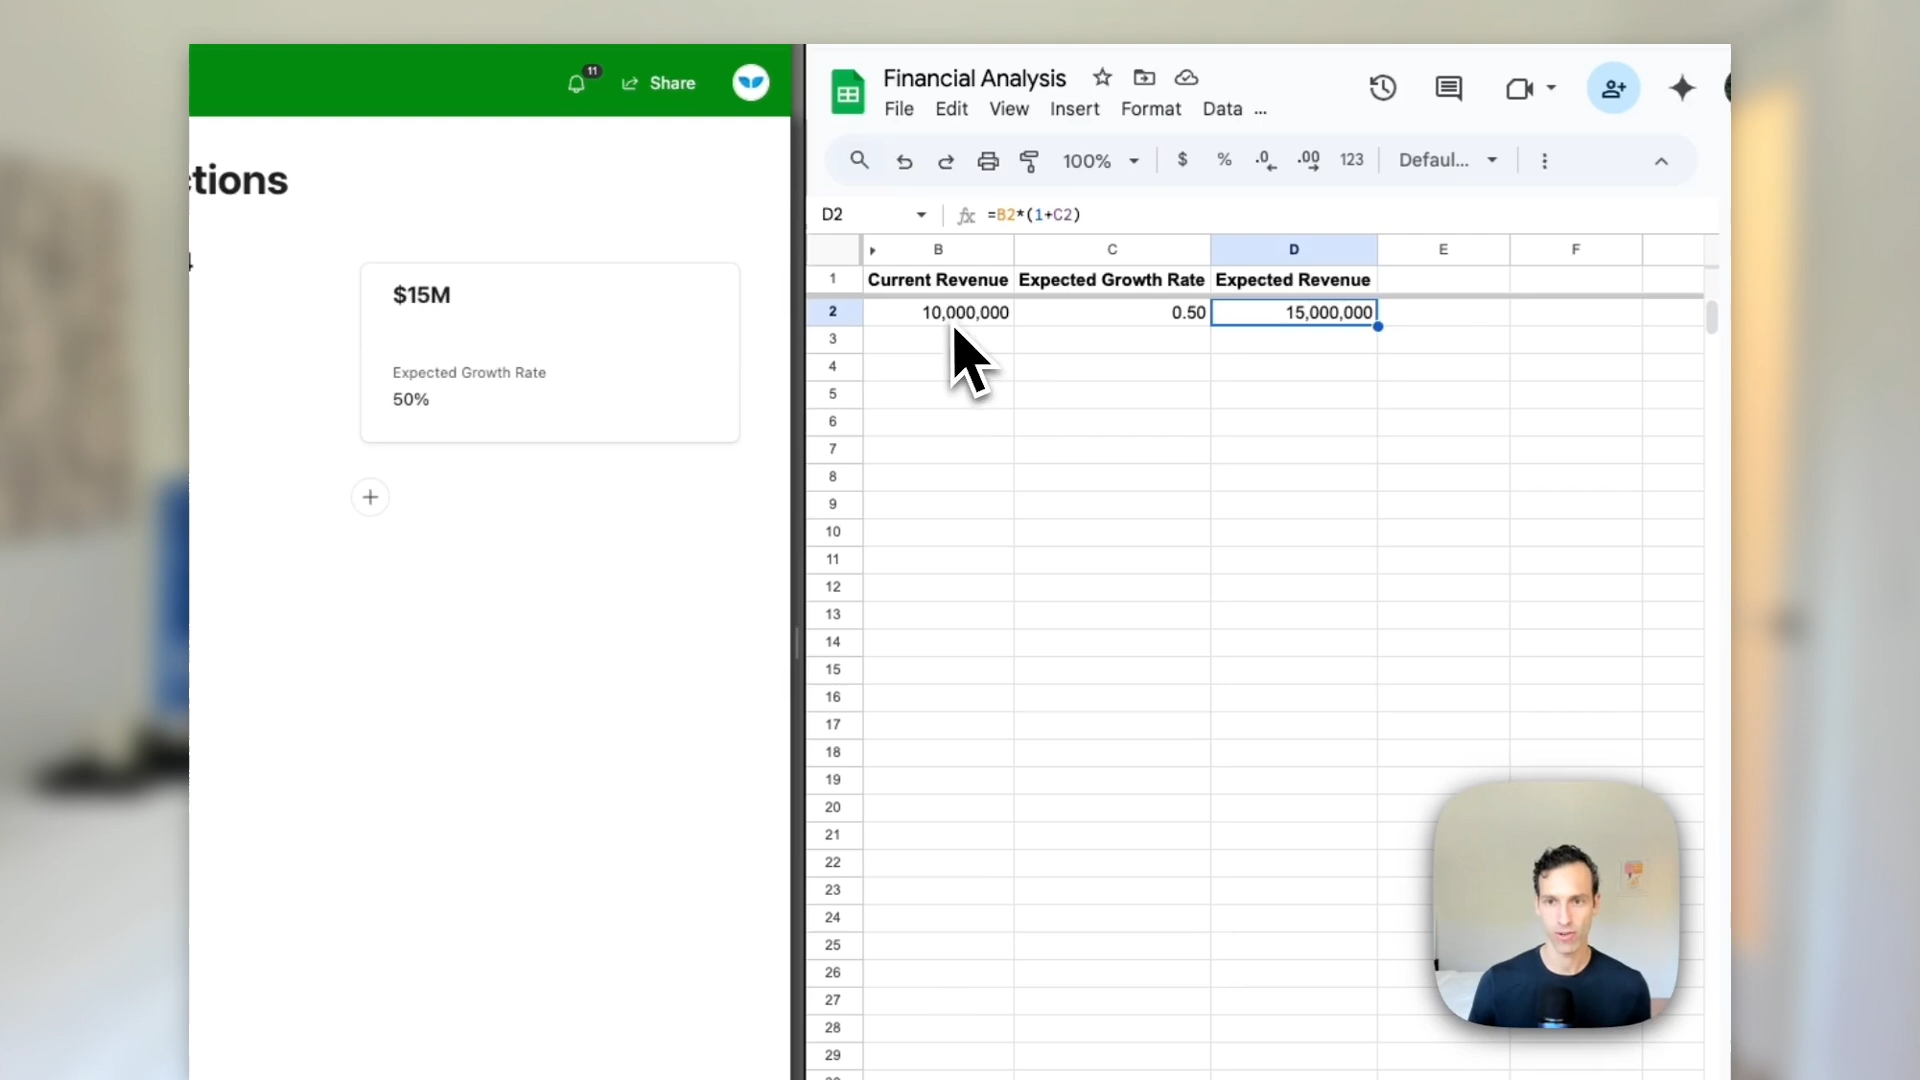 11
Share
tions
$15M
Expected Growth Rate
50%
Financial Analysis
File Edit View Insert Format Data ...
100% $ % .0 .00 123 Defaul...
D2 fx =B2*(1+C2)
B C D E F
1 Current Revenue Expected Growth Rate Expected Revenue
2 10,000,000 0.50 15,000,000
3
4
5
6
7
8
9
10
11
12
13
14
15
16
17
18
19
20
21
22
23
24
25
26
27
28
29